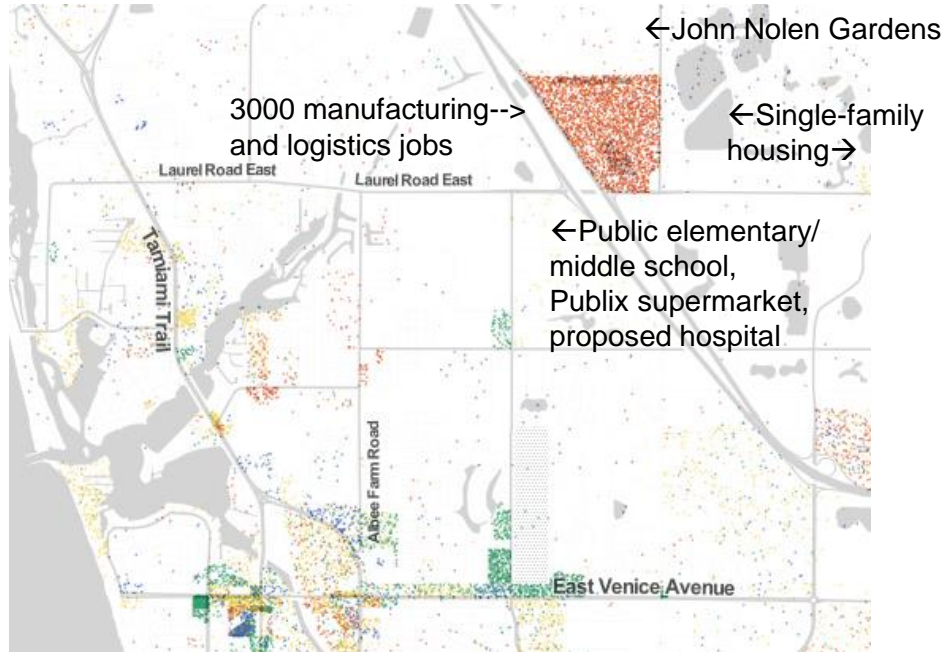 ←John Nolen Gardens
3000 manufacturing-->
and logistics jobs
←Single-family
housing→
Laurel Road East
Laurel Road East
←Public elementary/
middle school,
Publix supermarket,
proposed hospital
Tamiami Trail
Albee Farm Road
East Venice Avenue